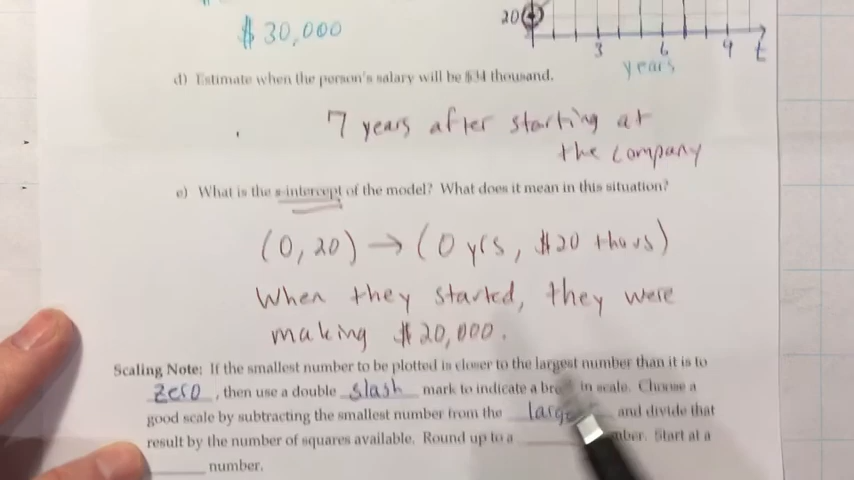 $30,000
20
3 6 9 t
years
d) Estimate when the person's salary will be $34 thousand.
7 years after starting at
the company
e) What is the s-intercept of the model? What does it mean in this situation?
(0, 20) → (0 yrs, $20 thous)
When they started, they were
making $20,000.
Scaling Note: If the smallest number to be plotted is closer to the largest number than it is to
zero, then use a double slash mark to indicate a in scale. Choose a
good scale by subtracting the smallest number from the and divide that
result by the number of squares available. Round up to a ______ Start at a
______ number.